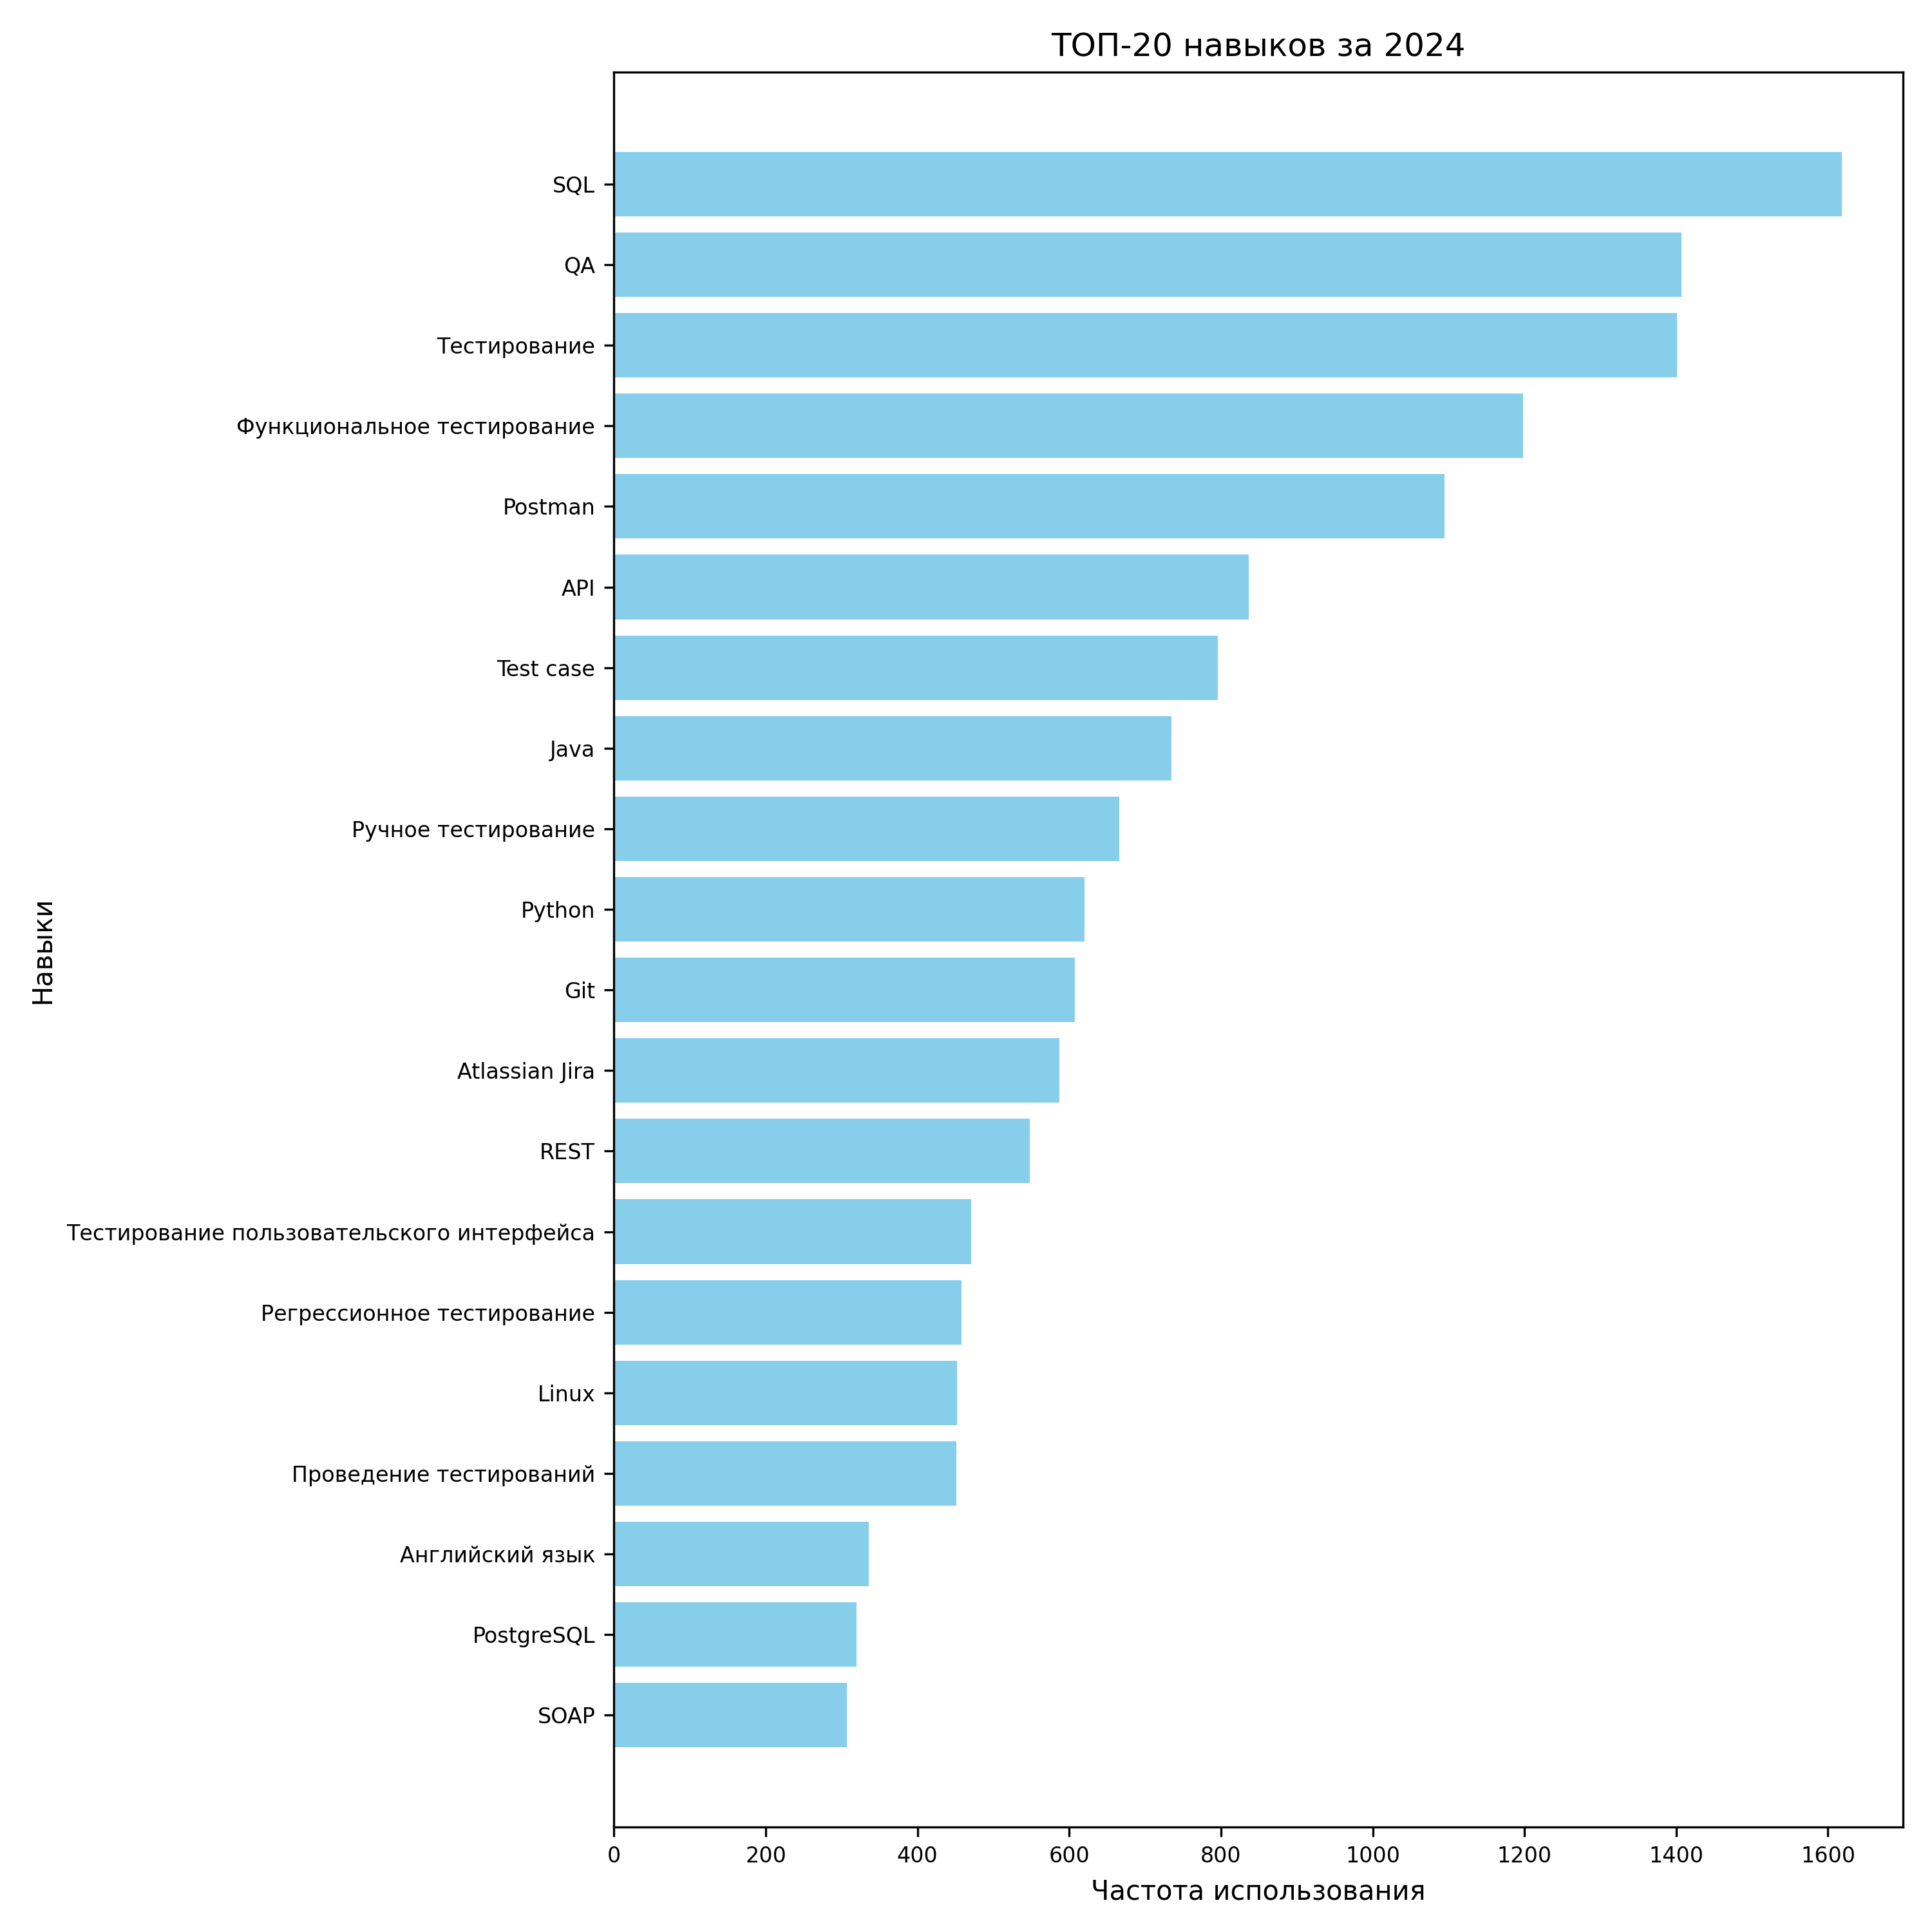 ТОП-20 навыков за 2024
SQL
QA
Тестирование
Функциональное тестирование
Postman
API
Test case
Java
Ручное тестирование
Python
Git
Atlassian Jira
REST
Тестирование пользовательского интерфейса
Регрессионное тестирование
Linux
Проведение тестирований
Английский язык
PostgreSQL
SOAP
Навыки
0 200 400 600 800 1000 1200 1400 1600
Частота использования